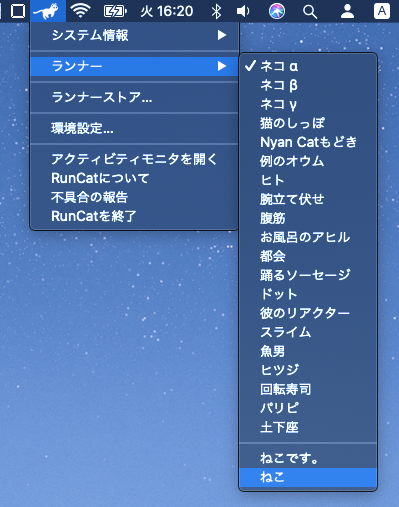 火 16:20
A
システム情報
ランナー
ランナーストア...
環境設定...
アクティビティモニタを開く
RunCatについて
不具合の報告
RunCatを終了
ネコ α
ネコ β
ネコ γ
猫のしっぽ
Nyan Catもどき
例のオウム
ヒト
腕立て伏せ
腹筋
お風呂のアヒル
都会
踊るソーセージ
ドット
彼のリアクター
スライム
魚男
ヒツジ
回転寿司
パリピ
土下座
ねこです。
ねこ